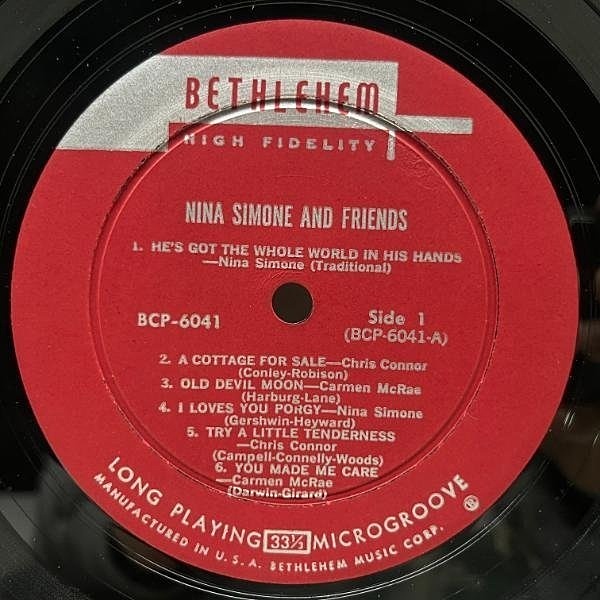 BETHLEHEM
HIGH FIDELITY
NINA SIMONE AND FRIENDS
1. HE'S GOT THE WHOLE WORLD IN HIS HANDS
—Nina Simone (Traditional)
BCP-6041
Side 1
(BCP-6041-A)
2. A COTTAGE FOR SALE—Chris Connor
(Conley-Robison)
3. OLD DEVIL MOON—Carmen McRae
(Harburg-Lane)
4. I LOVES YOU PORGY—Nina Simone
(Gershwin-Heyward)
5. TRY A LITTLE TENDERNESS
—Chris Connor
(Campell-Connelly-Woods)
6. YOU MADE ME CARE
—Carmen McRae
(Darwin-Girard)
LONG PLAYING 33⅓ MICROGROOVE ®
MANUFACTURED IN U.S.A. BETHLEHEM MUSIC CORP.